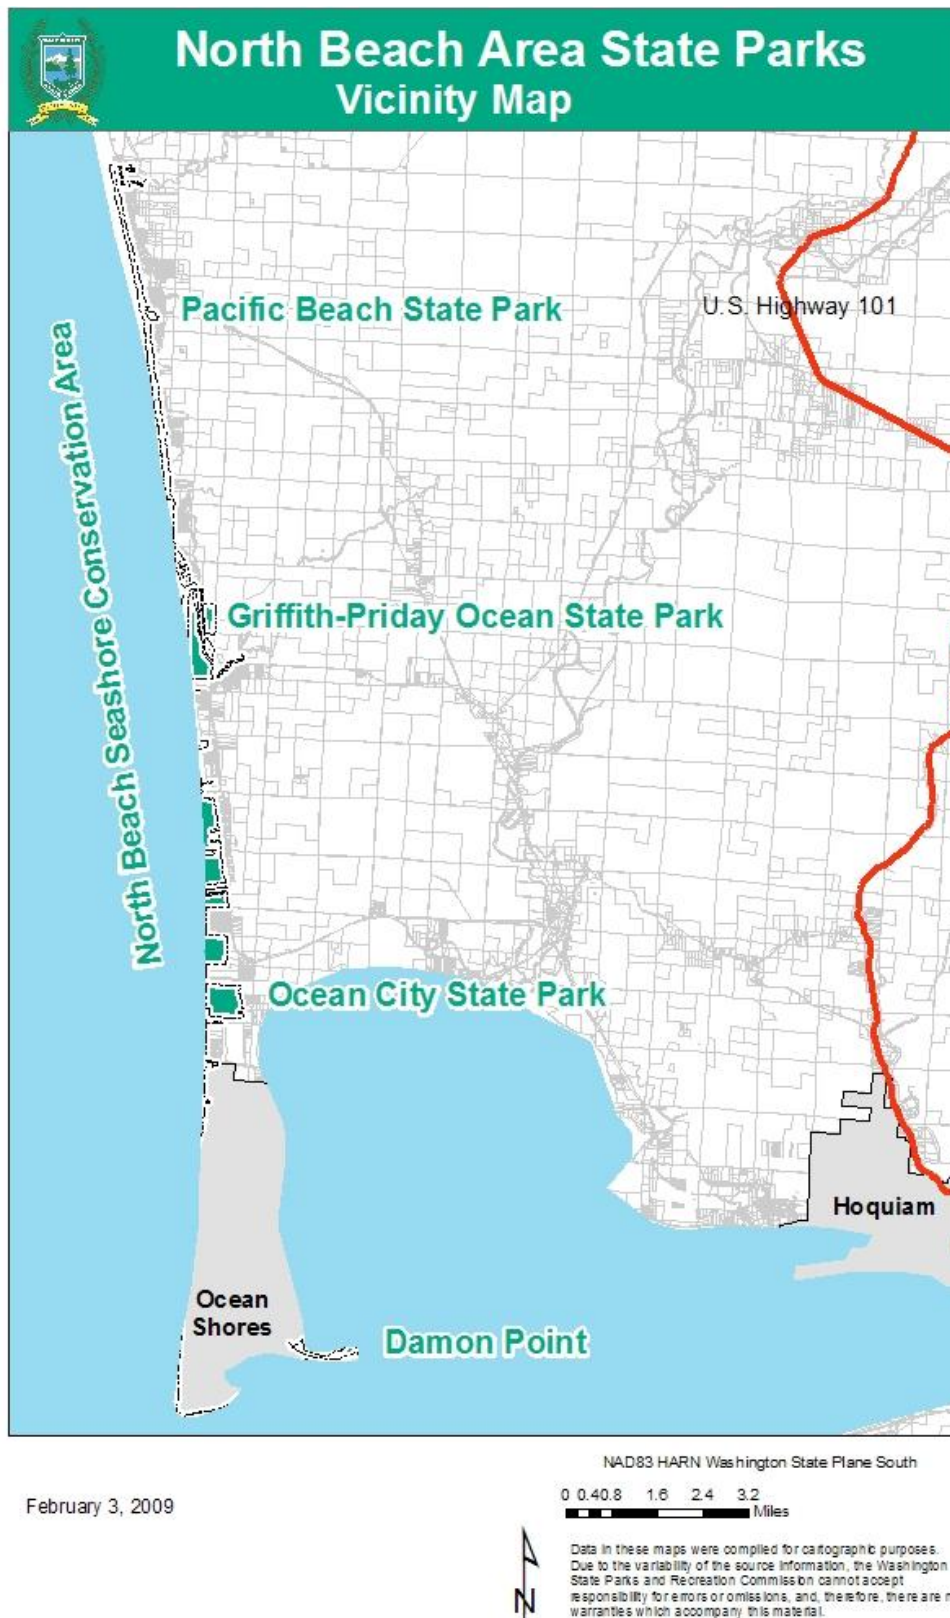 North Beach Area State Parks
Vicinity Map
Pacific Beach State Park
U.S. Highway 101
North Beach Seashore Conservation Area
Griffith-Priday Ocean State Park
Ocean City State Park
Hoquiam
Ocean
Shores
Damon Point
NAD83 HARN Washington State Plane South
February 3, 2009
0 0.40.8 1.6 2.4 3.2
Miles
N
Data in these maps were compiled for cartographic purposes.
Due to the variability of the source information, the Washington
State Parks and Recreation Commission cannot accept
responsibility for errors or omissions, and, therefore, there are
warranties which accompany this material.